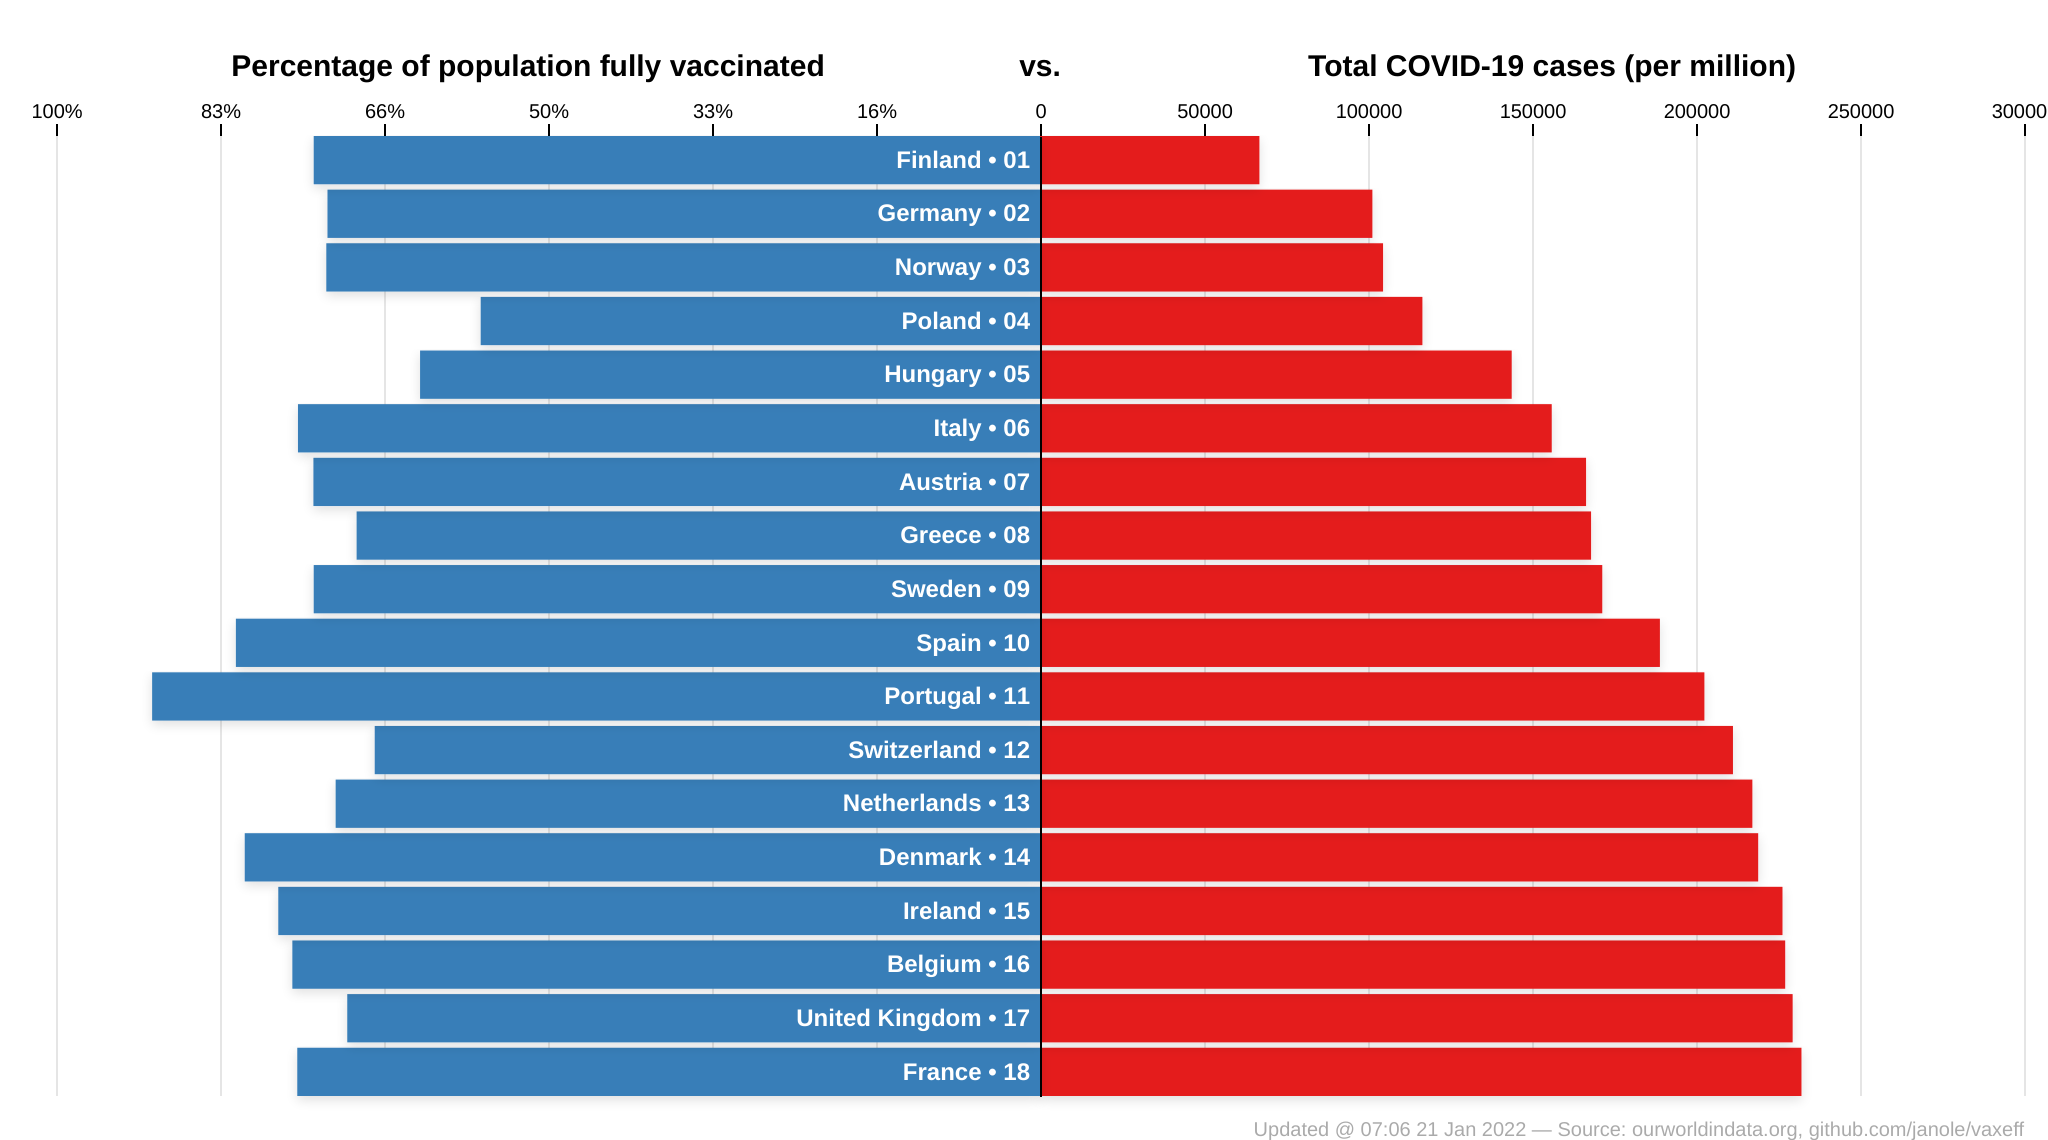 Percentage of population fully vaccinated vs. Total COVID-19 cases (per million)
100% 83% 66% 50% 33% 16% 0 50000 100000 150000 200000 250000 30000
Finland • 01
Germany • 02
Norway • 03
Poland • 04
Hungary • 05
Italy • 06
Austria • 07
Greece • 08
Sweden • 09
Spain • 10
Portugal • 11
Switzerland • 12
Netherlands • 13
Denmark • 14
Ireland • 15
Belgium • 16
United Kingdom • 17
France • 18
Updated @ 07:06 21 Jan 2022 — Source: ourworldindata.org, github.com/janole/vaxeff